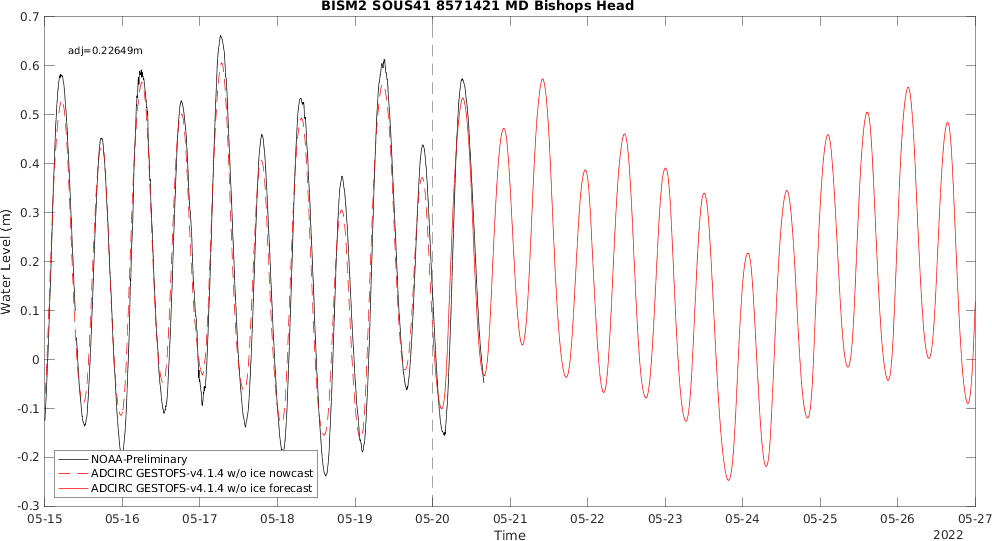 BISM2 SOUS41 8571421 MD Bishops Head
adj=0.22649m
0.7
0.6
0.5
0.4
0.3
0.2
0.1
0
-0.1
-0.2
-0.3
Water Level (m)
NOAA-Preliminary
ADCIRC GESTOFS-v4.1.4 w/o ice nowcast
ADCIRC GESTOFS-v4.1.4 w/o ice forecast
05-15 05-16 05-17 05-18 05-19 05-20 05-21 05-22 05-23 05-24 05-25 05-26 05-27
Time
2022